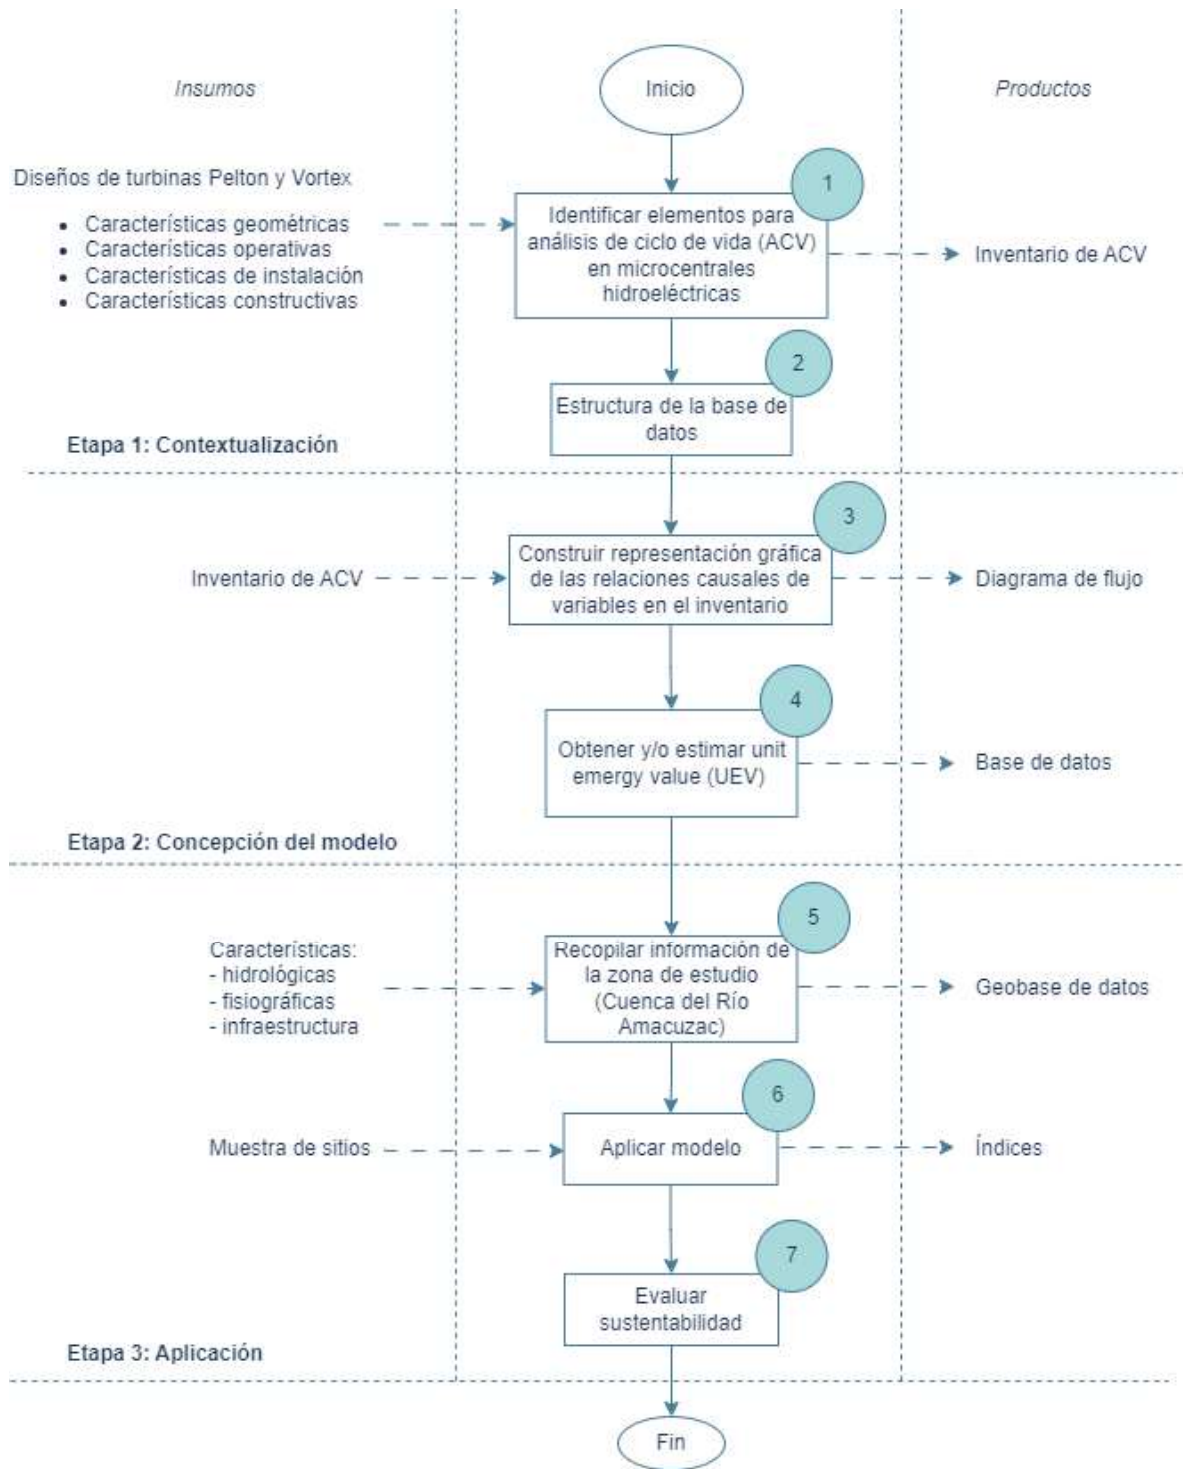 Insumos
Inicio
Productos
1
Diseños de turbinas Pelton y Vortex
• Características geométricas
• Características operativas
• Características de instalación
• Características constructivas
Identificar elementos para
análisis de ciclo de vida (ACV)
en microcentrales
hidroeléctricas
Inventario de ACV
2
Estructura de la base de
datos
Etapa 1: Contextualización
3
Inventario de ACV
Construir representación gráfica
de las relaciones causales de
variables en el inventario
Diagrama de flujo
4
Obtener y/o estimar unit
emergy value (UEV)
Base de datos
Etapa 2: Concepción del modelo
5
Características:
- hidrológicas
- fisiográficas
- infraestructura
Recopilar información de
la zona de estudio
(Cuenca del Río
Amacuzac)
Geobase de datos
6
Muestra de sitios
Aplicar modelo
Índices
7
Evaluar
sustentabilidad
Etapa 3: Aplicación
Fin